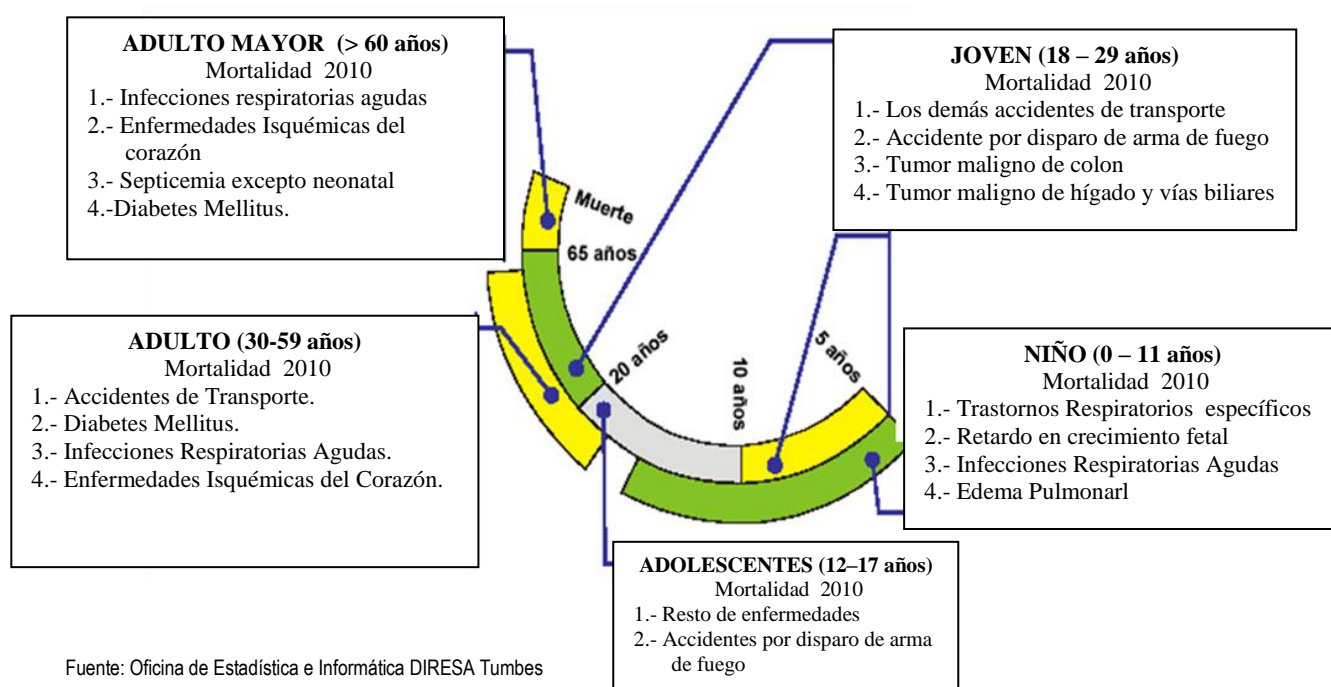 ADULTO MAYOR (> 60 años)
Mortalidad 2010
1.- Infecciones respiratorias agudas
2.- Enfermedades Isquémicas del
corazón
3.- Septicemia excepto neonatal
4.-Diabetes Mellitus.
JOVEN (18 – 29 años)
Mortalidad 2010
1.- Los demás accidentes de transporte
2.- Accidente por disparo de arma de fuego
3.- Tumor maligno de colon
4.- Tumor maligno de hígado y vías biliares
Muerte
65 años
20 años
10 años
5 años
ADULTO (30-59 años)
Mortalidad 2010
1.- Accidentes de Transporte.
2.- Diabetes Mellitus.
3.- Infecciones Respiratorias Agudas.
4.- Enfermedades Isquémicas del Corazón.
NIÑO (0 – 11 años)
Mortalidad 2010
1.- Trastornos Respiratorios específicos
2.- Retardo en crecimiento fetal
3.- Infecciones Respiratorias Agudas
4.- Edema Pulmonarl
ADOLESCENTES (12–17 años)
Mortalidad 2010
1.- Resto de enfermedades
2.- Accidentes por disparo de arma
de fuego
Fuente: Oficina de Estadística e Informática DIRESA Tumbes